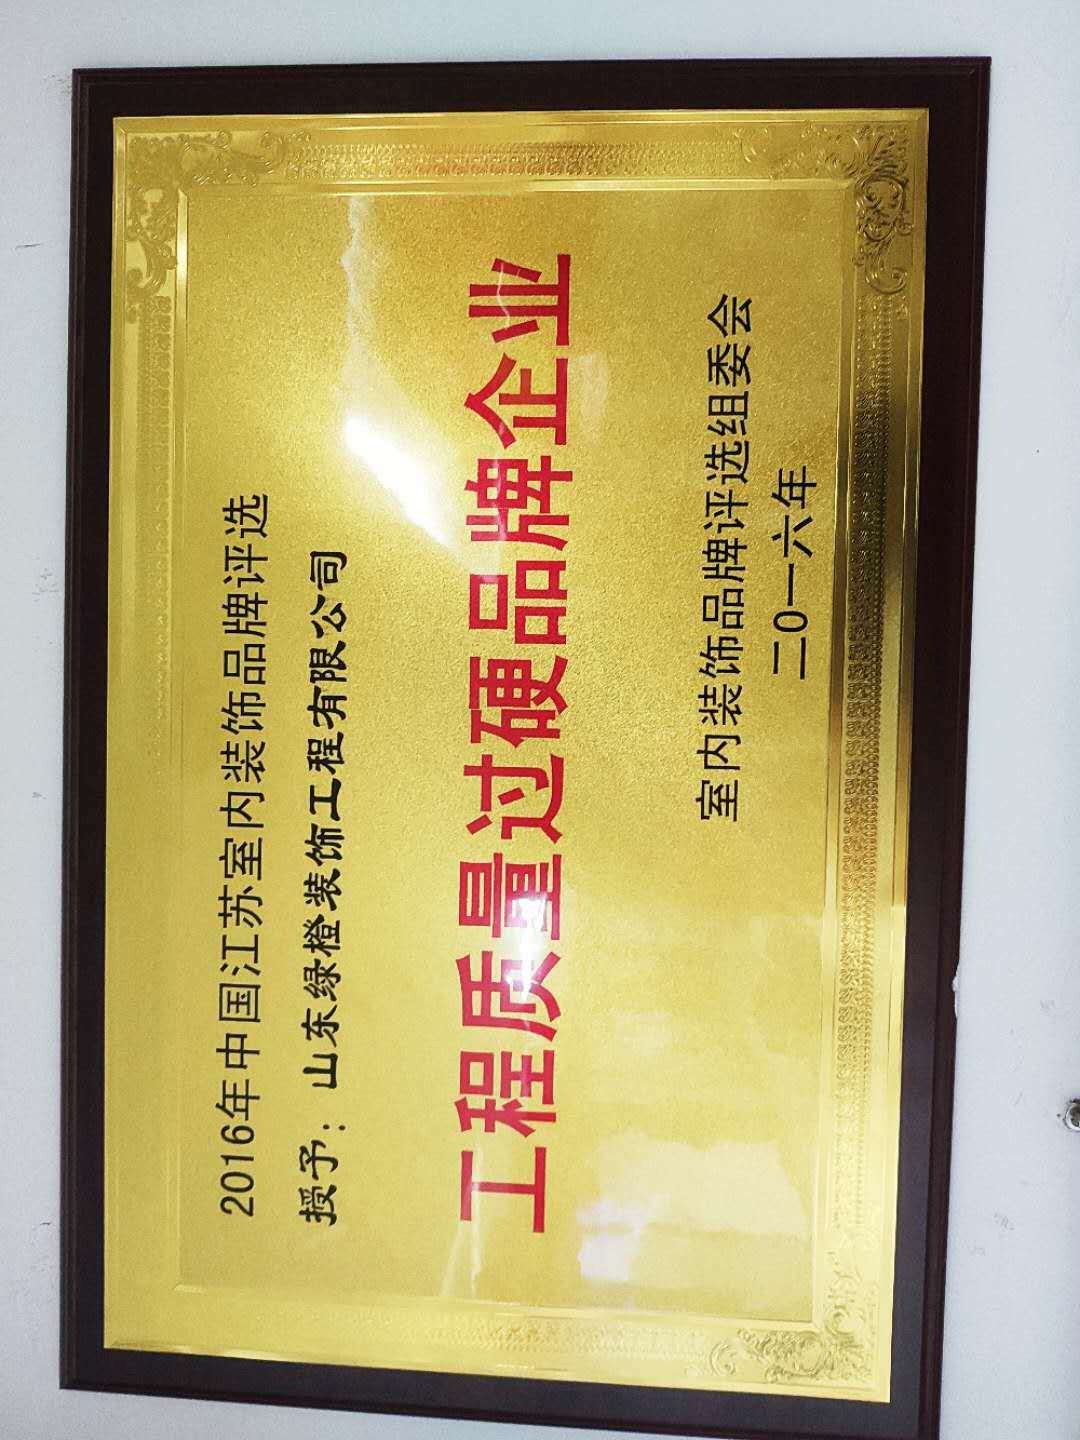 2016年中国江苏室内装饰品牌评选
授予：山东绿橙装饰工程有限公司
工程质量过硬品牌企业
室内装饰品牌评选组委会
二0一六年